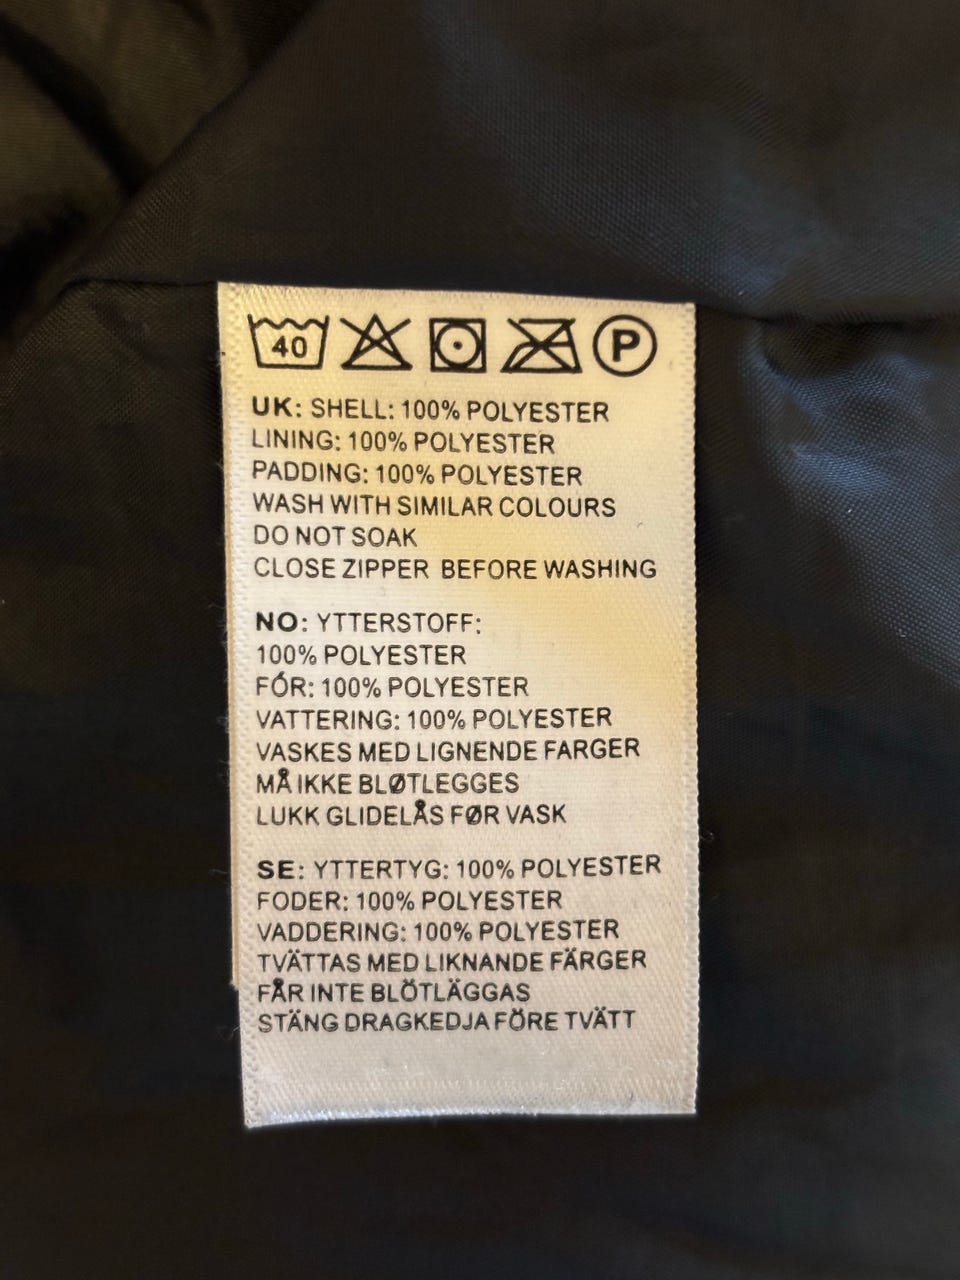 40 P
UK: SHELL: 100% POLYESTER
LINING: 100% POLYESTER
PADDING: 100% POLYESTER
WASH WITH SIMILAR COLOURS
DO NOT SOAK
CLOSE ZIPPER BEFORE WASHING
NO: YTTERSTOFF:
100% POLYESTER
FÓR: 100% POLYESTER
VATTERING: 100% POLYESTER
VASKES MED LIGNENDE FARGER
MÅ IKKE BLØTLEGGES
LUKK GLIDELÅS FØR VASK
SE: YTTERTYG: 100% POLYESTER
FODER: 100% POLYESTER
VADDERING: 100% POLYESTER
TVÄTTAS MED LIKNANDE FÄRGER
FÅR INTE BLÖTLÄGGAS
STÄNG DRAGKEDJA FÖRE TVÄTT